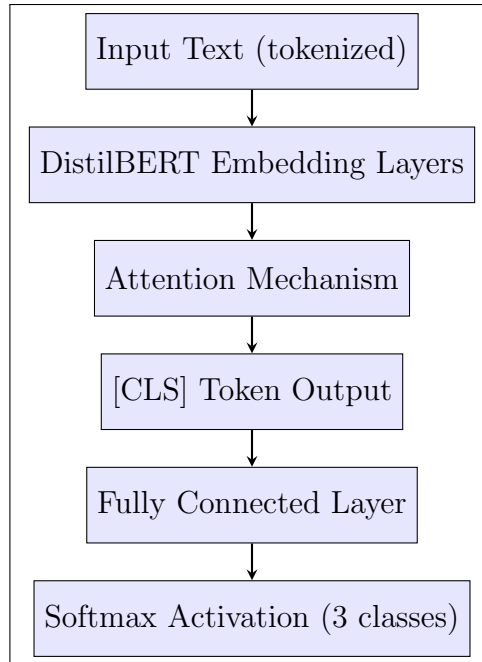 Input Text (tokenized)
DistilBERT Embedding Layers
Attention Mechanism
[CLS] Token Output
Fully Connected Layer
Softmax Activation (3 classes)